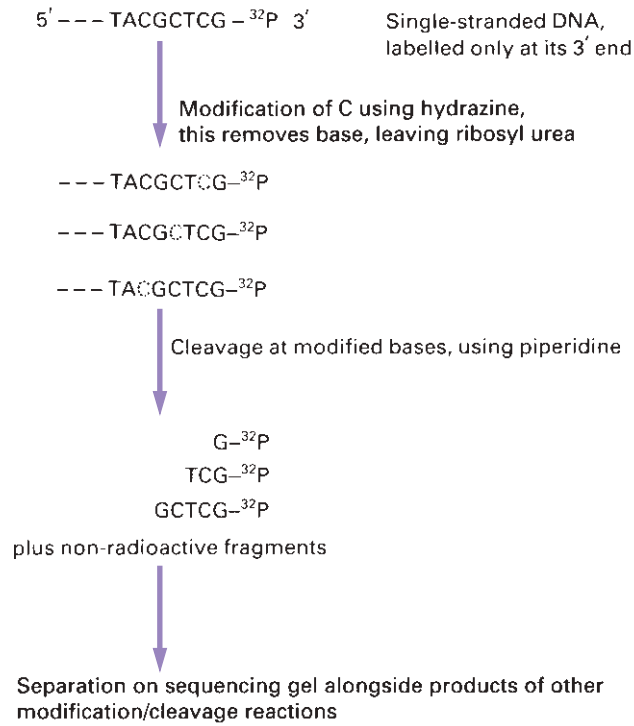 5′ --- TACGCTCG – ³²P 3′ Single-stranded DNA,
labelled only at its 3′ end
Modification of C using hydrazine,
this removes base, leaving ribosyl urea
--- TACGCTCG–³²P
--- TACGCTCG–³²P
--- TACGCTCG–³²P
Cleavage at modified bases, using piperidine
G–³²P
TCG–³²P
GCTCG–³²P
plus non-radioactive fragments
Separation on sequencing gel alongside products of other
modification/cleavage reactions